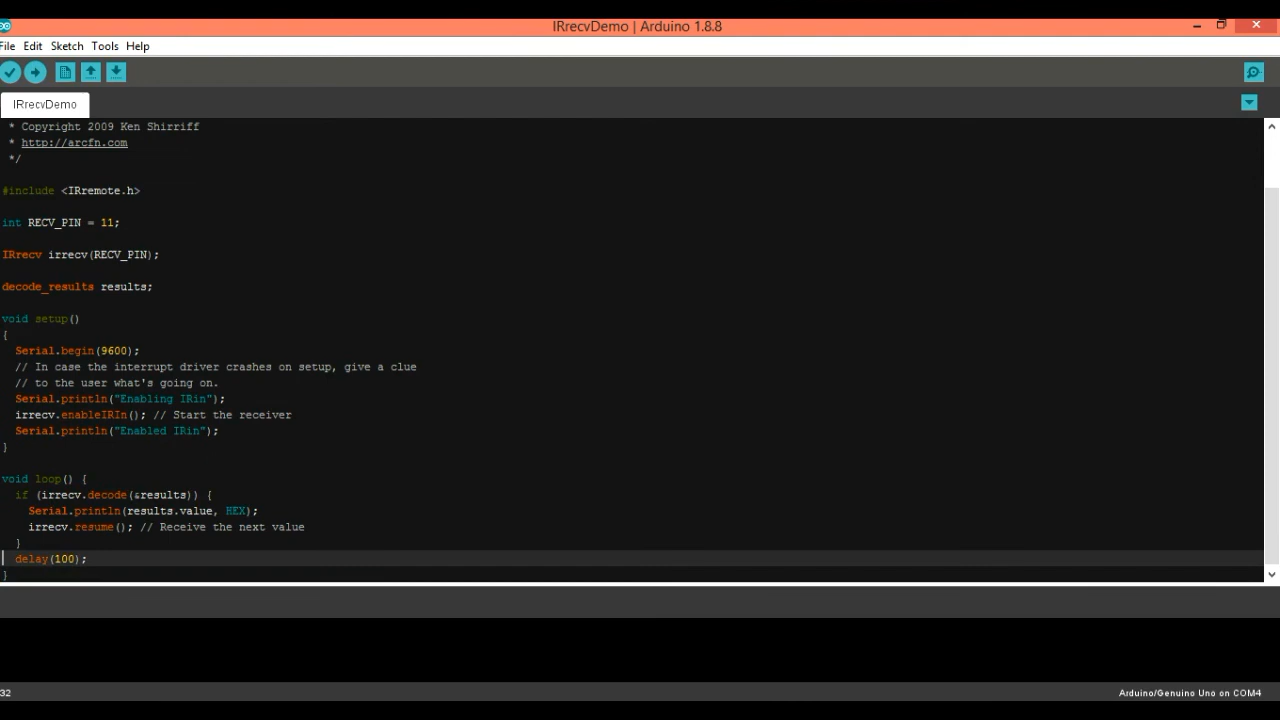 IRrecvDemo | Arduino 1.8.8
File Edit Sketch Tools Help
IRrecvDemo
* Copyright 2009 Ken Shirriff
* http://arcfn.com
*/
#include <IRremote.h>
int RECV_PIN = 11;
IRrecv irrecv(RECV_PIN);
decode_results results;
void setup()
{
Serial.begin(9600);
// In case the interrupt driver crashes on setup, give a clue
// to the user what's going on.
Serial.println("Enabling IRin");
irrecv.enableIRIn(); // Start the receiver
Serial.println("Enabled IRin");
}
void loop() {
if (irrecv.decode(&results)) {
Serial.println(results.value, HEX);
irrecv.resume(); // Receive the next value
}
delay(100);
}
32
Arduino/Genuino Uno on COM4